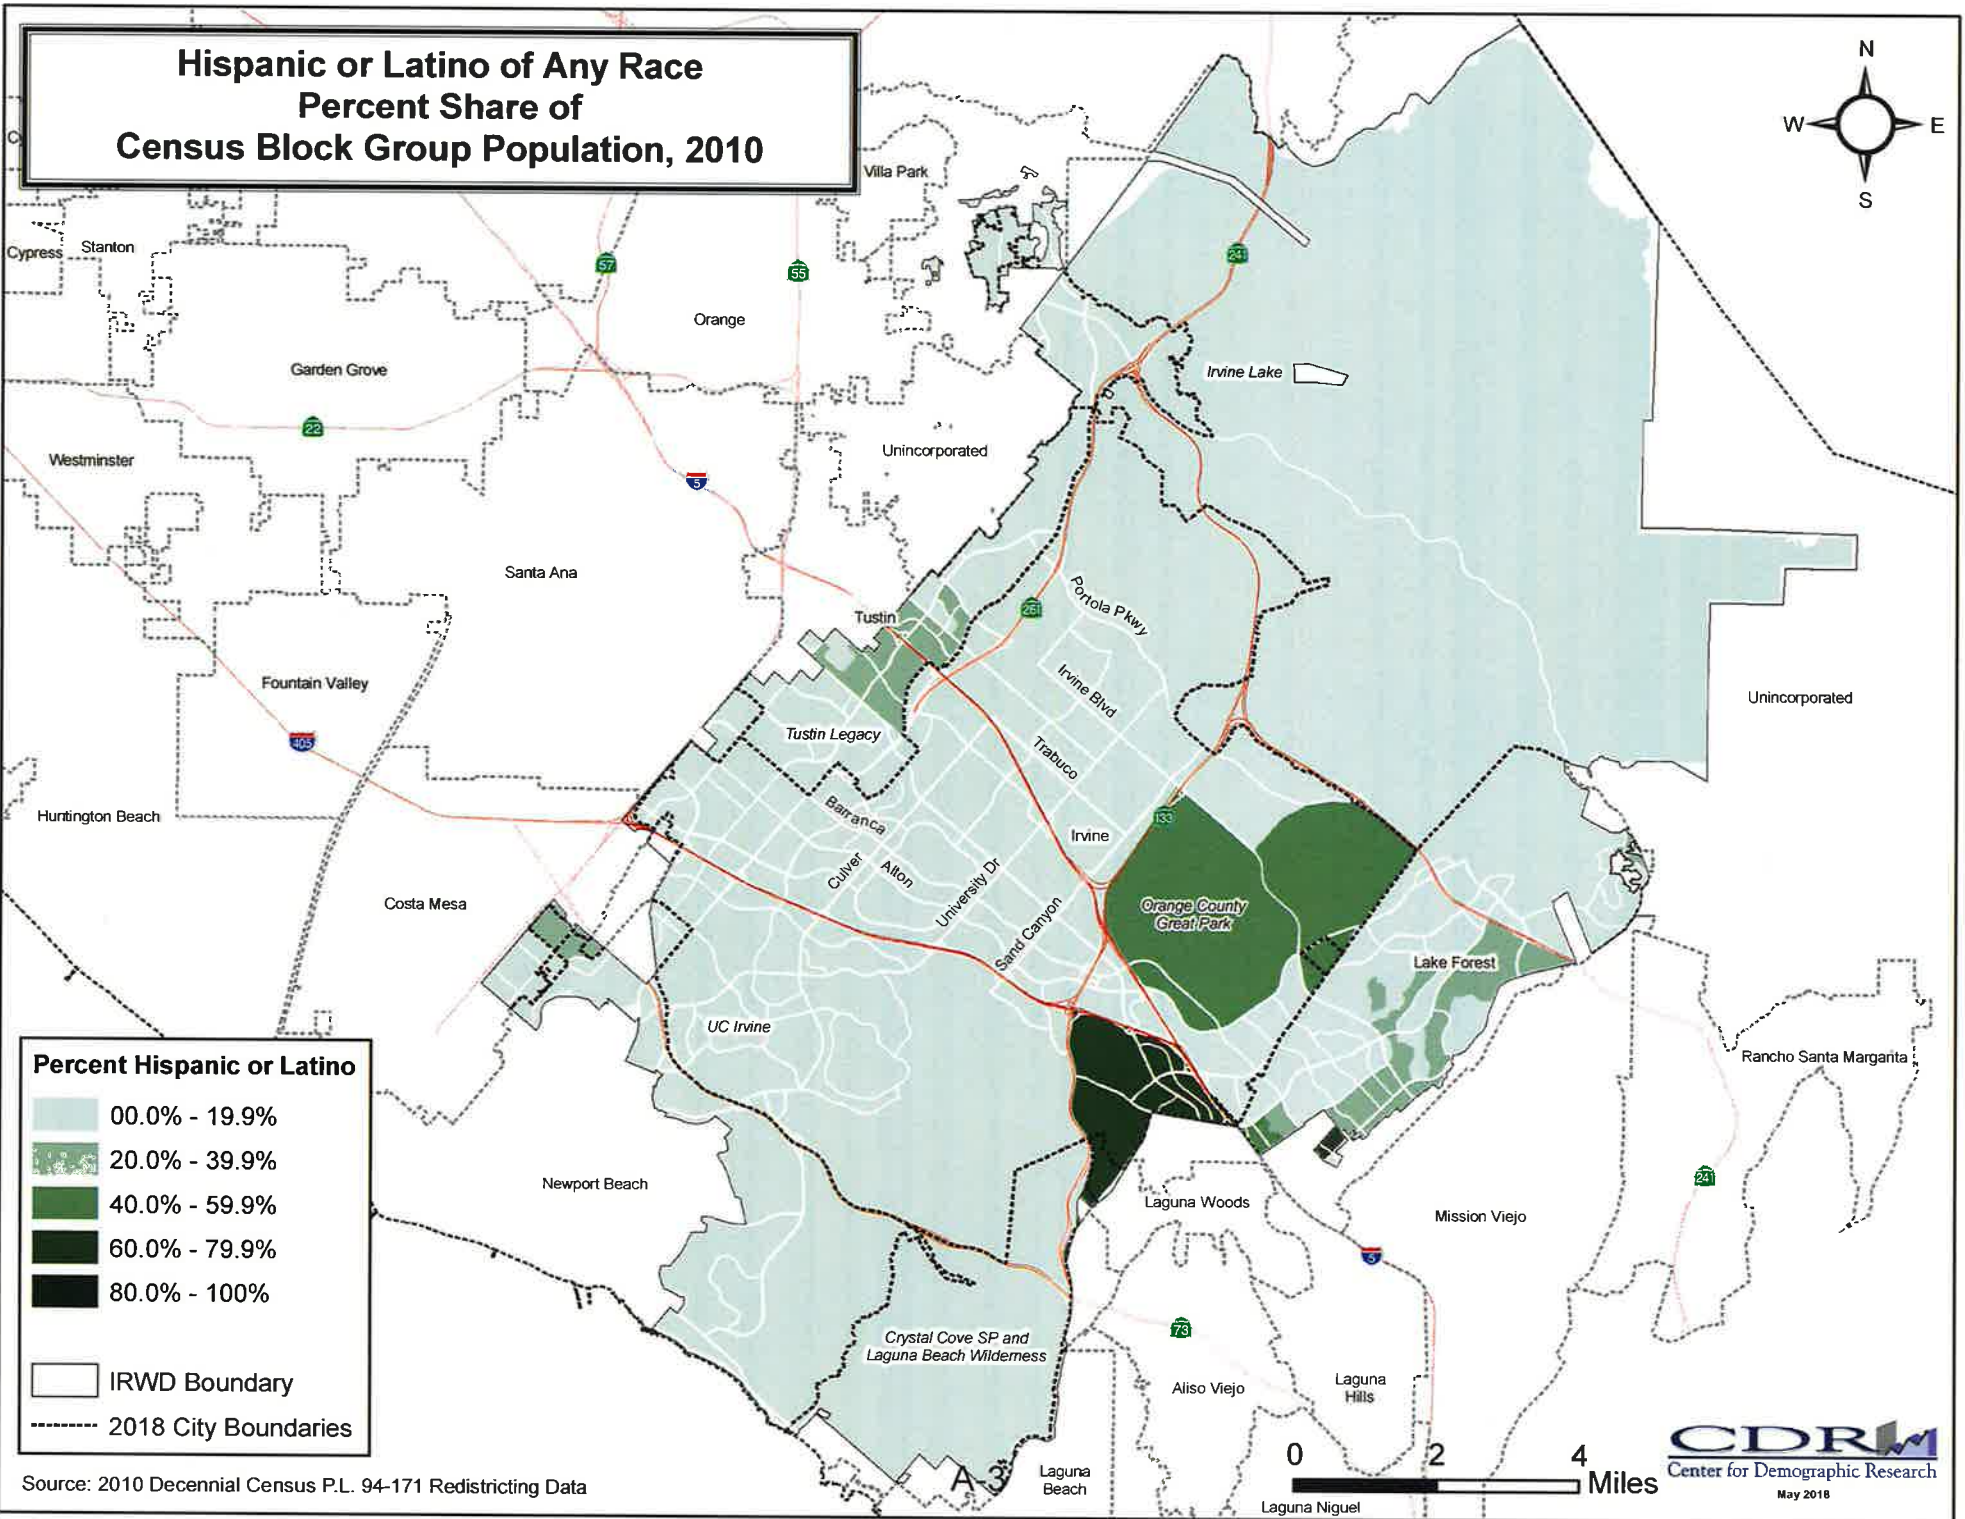 Hispanic or Latino of Any Race
Percent Share of
Census Block Group Population, 2010
N
W
E
S
Villa Park
Cypress
Stanton
57
55
241
Orange
Garden Grove
Irvine Lake
22
Westminster
Unincorporated
5
Santa Ana
Tustin
261
Portola Pkwy
Fountain Valley
Irvine Blvd
Unincorporated
405
Tustin Legacy
Trabuco
Huntington Beach
Barranca
133
Irvine
Culver
Alton
University Dr
Costa Mesa
Sand Canyon
Orange County
Great Park
Lake Forest
UC Irvine
Rancho Santa Margarita
Newport Beach
Laguna Woods
Mission Viejo
241
5
73
Crystal Cove SP and
Laguna Beach Wilderness
Aliso Viejo
Laguna
Hills
Laguna
Beach
Laguna Niguel
A-3
Percent Hispanic or Latino
00.0% - 19.9%
20.0% - 39.9%
40.0% - 59.9%
60.0% - 79.9%
80.0% - 100%
IRWD Boundary
2018 City Boundaries
0 2 4
Miles
CDR
Center for Demographic Research
May 2018
Source: 2010 Decennial Census P.L. 94-171 Redistricting Data